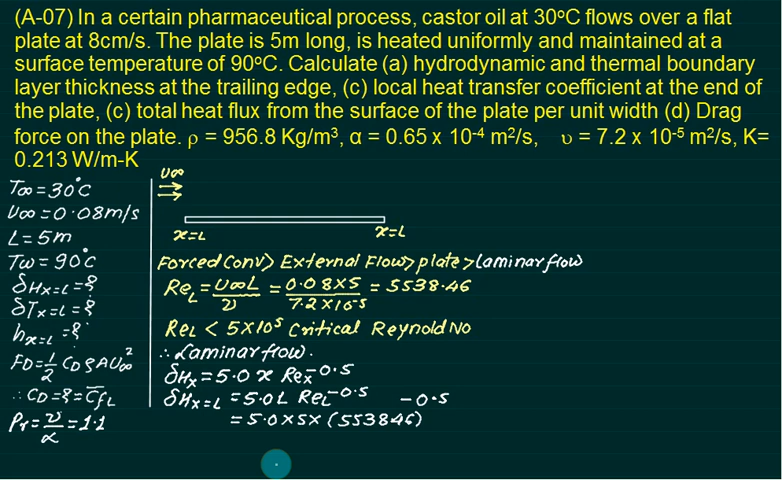 (A-07) In a certain pharmaceutical process, castor oil at 30ºC flows over a flat
plate at 8cm/s. The plate is 5m long, is heated uniformly and maintained at a
surface temperature of 90ºC. Calculate (a) hydrodynamic and thermal boundary
layer thickness at the trailing edge, (c) local heat transfer coefficient at the end of
the plate, (c) total heat flux from the surface of the plate per unit width (d) Drag
force on the plate. ρ = 956.8 Kg/m³, α = 0.65 x 10⁻⁴ m²/s, υ = 7.2 x 10⁻⁵ m²/s, K=
0.213 W/m-K
T∞ = 30°C
U∞ = 0.08m/s
L = 5m
Tw = 90°C
δHx=L = ?
δTx=L = ?
hx=L = ?
FD = 1/2 CD ρ A U∞²
∴ CD = ? = C̄fL
Pr = υ/α = 1.1
U∞
x=L x=L
Forced Conv> External Flow> plate > Laminar flow
ReL = U∞L/υ = 0.08×5/7.2×10⁻⁵ = 5538.46
ReL < 5×10⁵ Critical Reynold No
∴ Laminar flow.
δHx = 5.0 x Rex⁻⁰·⁵
δHx=L = 5.0 L ReL⁻⁰·⁵
= 5.0×5×(553846)⁻⁰·⁵